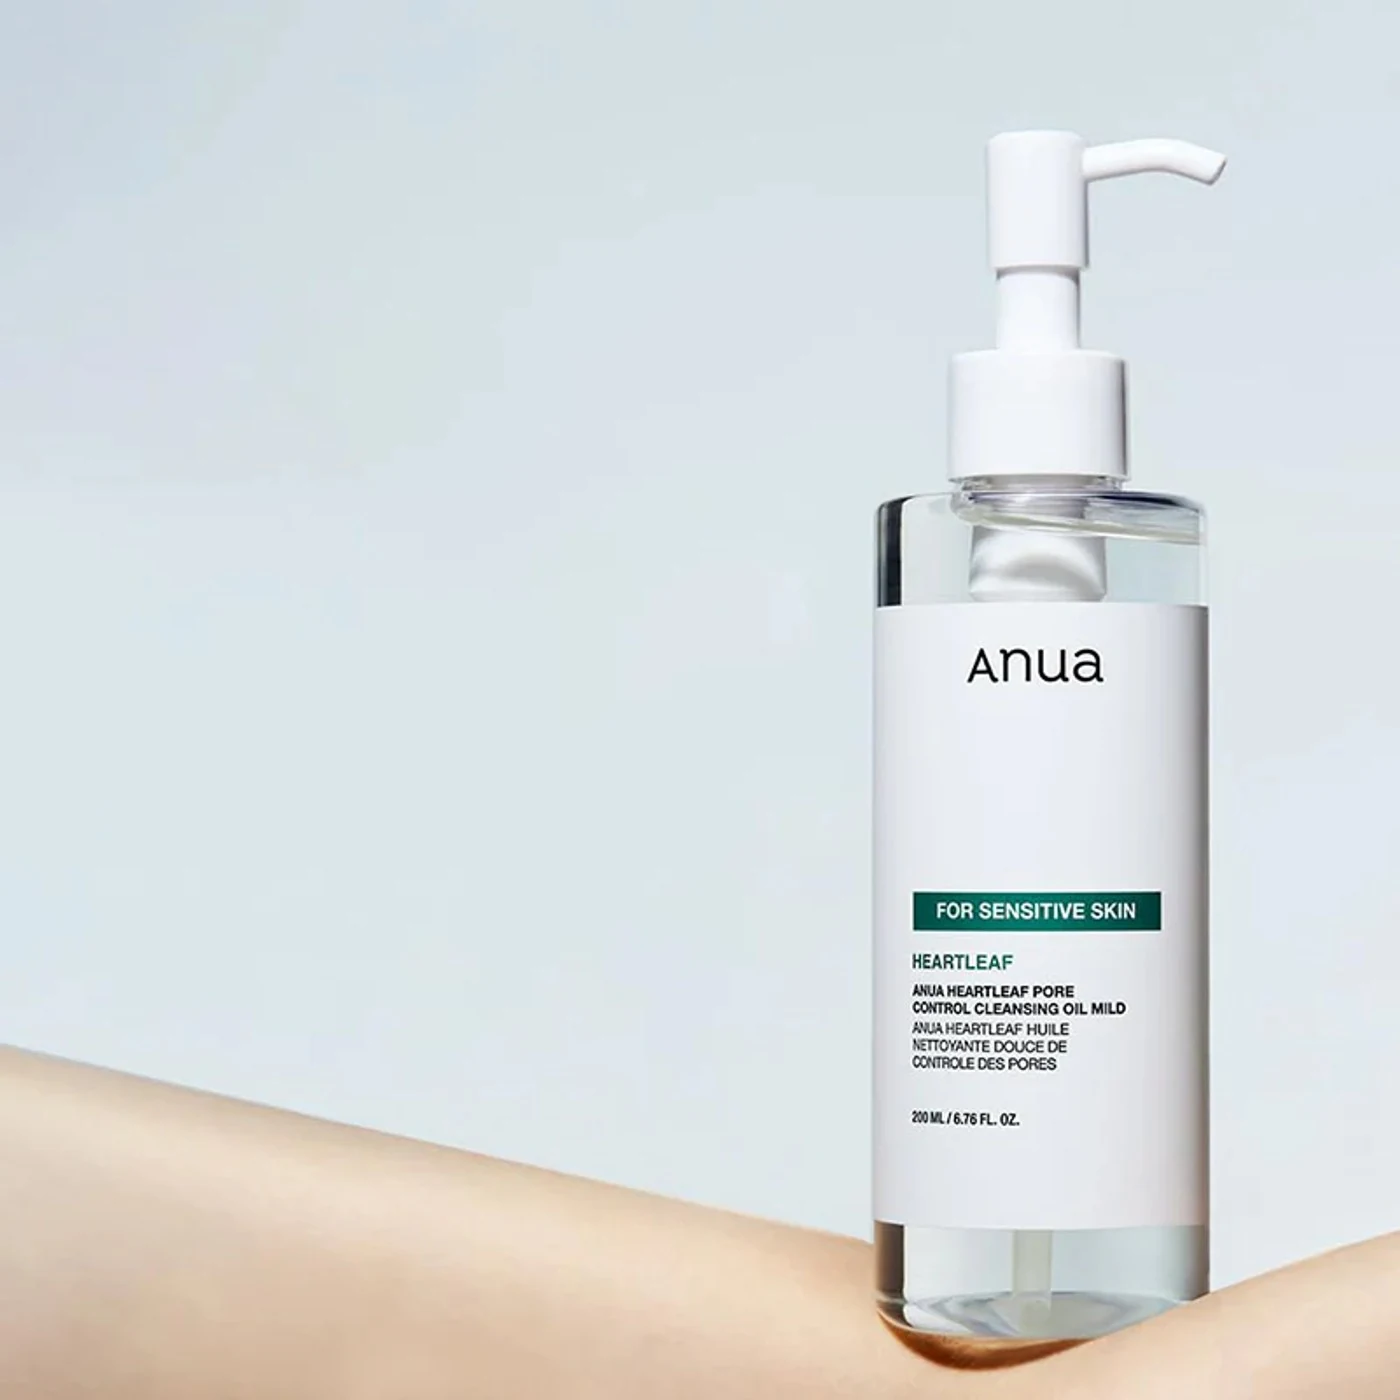 Anua
FOR SENSITIVE SKIN
HEARTLEAF
ANUA HEARTLEAF PORE
CONTROL CLEANSING OIL MILD
ANUA HEARTLEAF HUILE
NETTOYANTE DOUCE DE
CONTROLE DES PORES
200 ML / 6.76 FL. OZ.